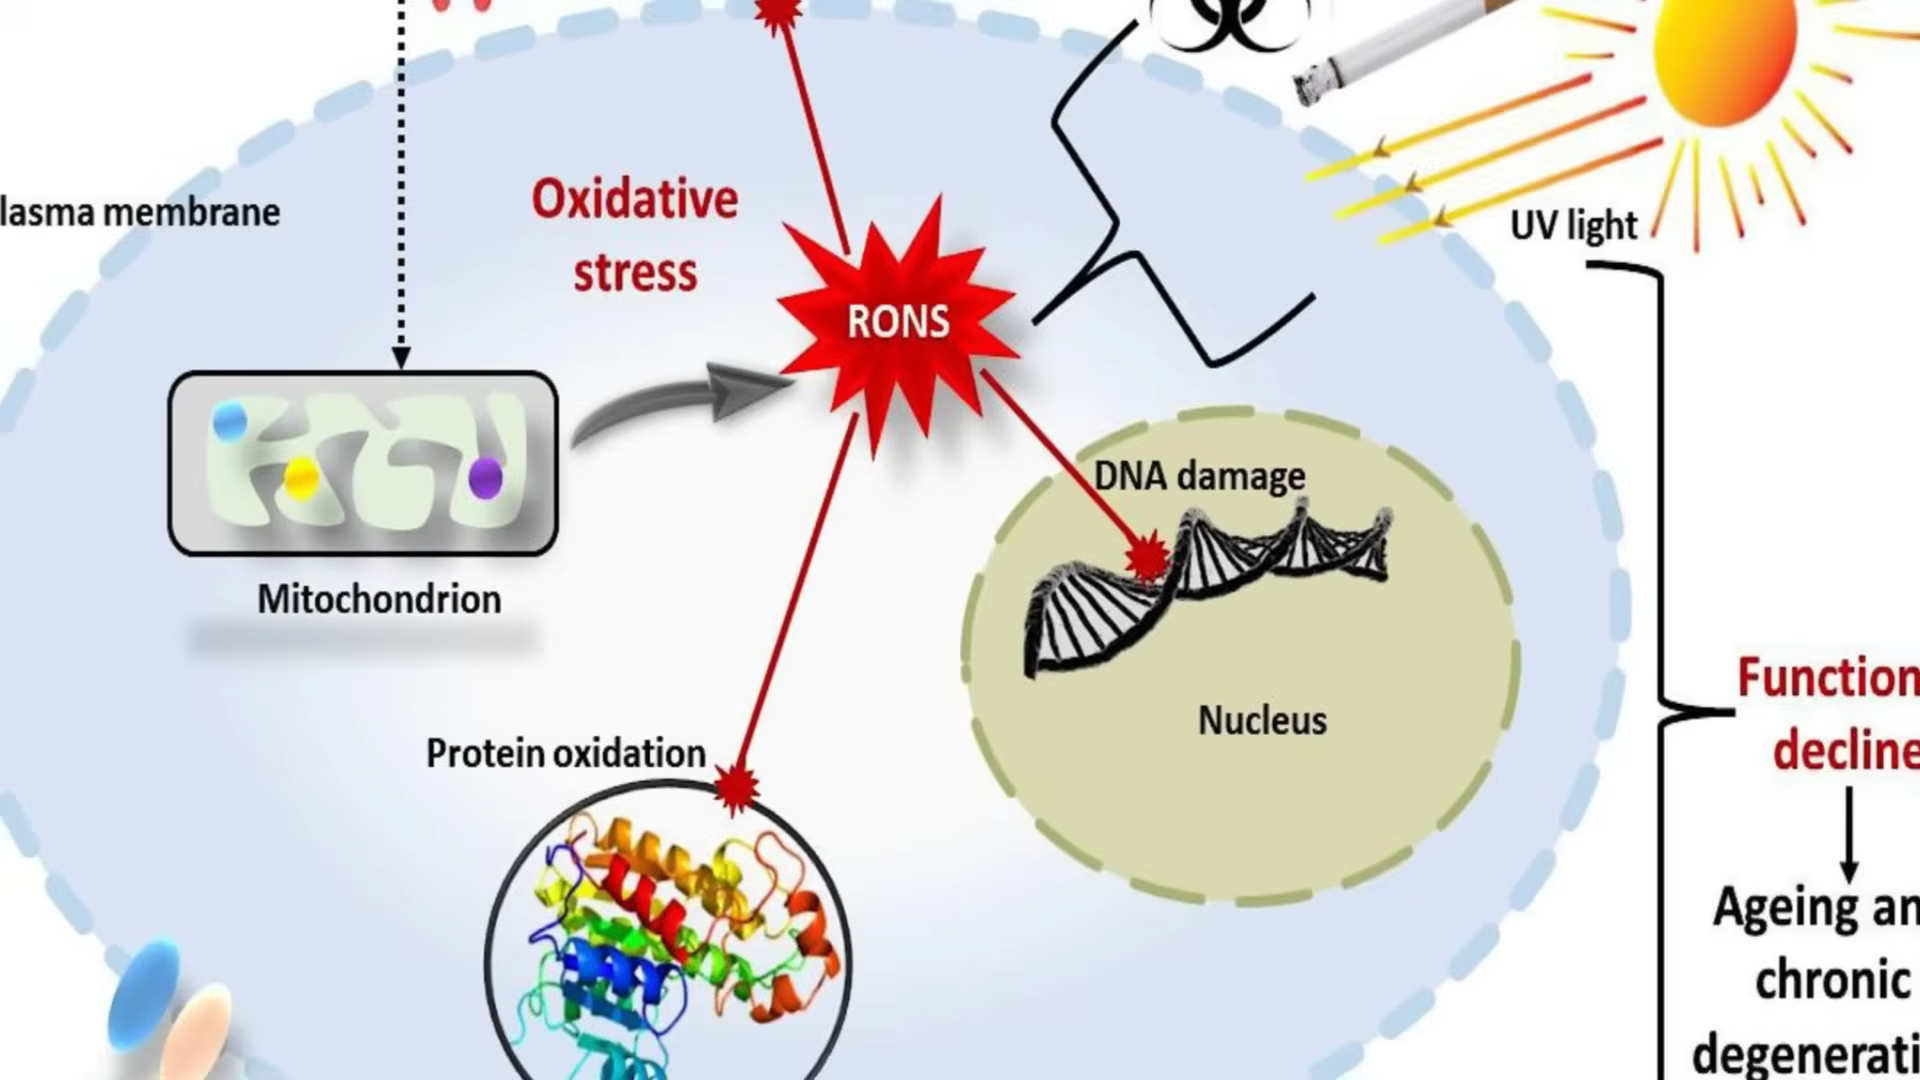 lasma membrane
Oxidative
stress
RONS
UV light
Mitochondrion
DNA damage
Nucleus
Protein oxidation
Function
decline
Ageing an
chronic
degenerati